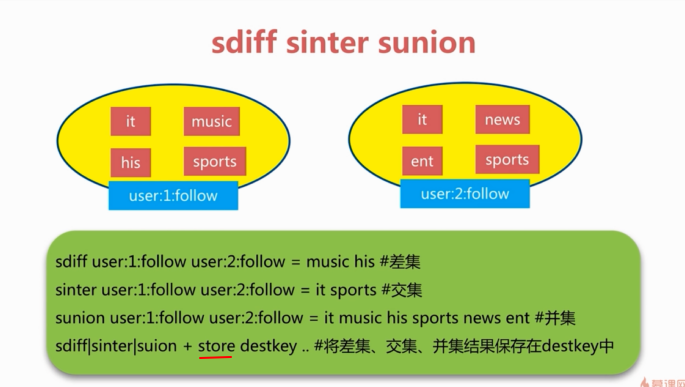 sdiff sinter sunion
it music
his sports
user:1:follow
it news
ent sports
user:2:follow
sdiff user:1:follow user:2:follow = music his #差集
sinter user:1:follow user:2:follow = it sports #交集
sunion user:1:follow user:2:follow = it music his sports news ent #并集
sdiff|sinter|suion + store destkey .. #将差集、交集、并集结果保存在destkey中